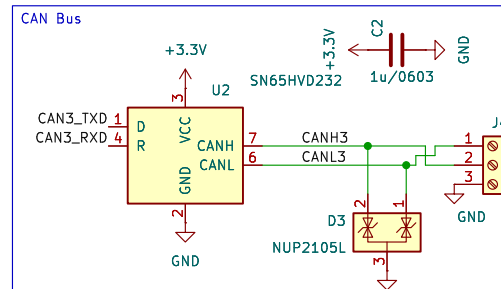 CAN Bus
+3.3V
C2
+3.3V
GND
1u/0603
U2
SN65HVD232
3
CAN3_TXD 1 D
CAN3_RXD 4 R
VCC
CANH 7 CANH3
CANL 6 CANL3
GND
2
GND
1
2
3
GND
2 1
D3
NUP2105L
3